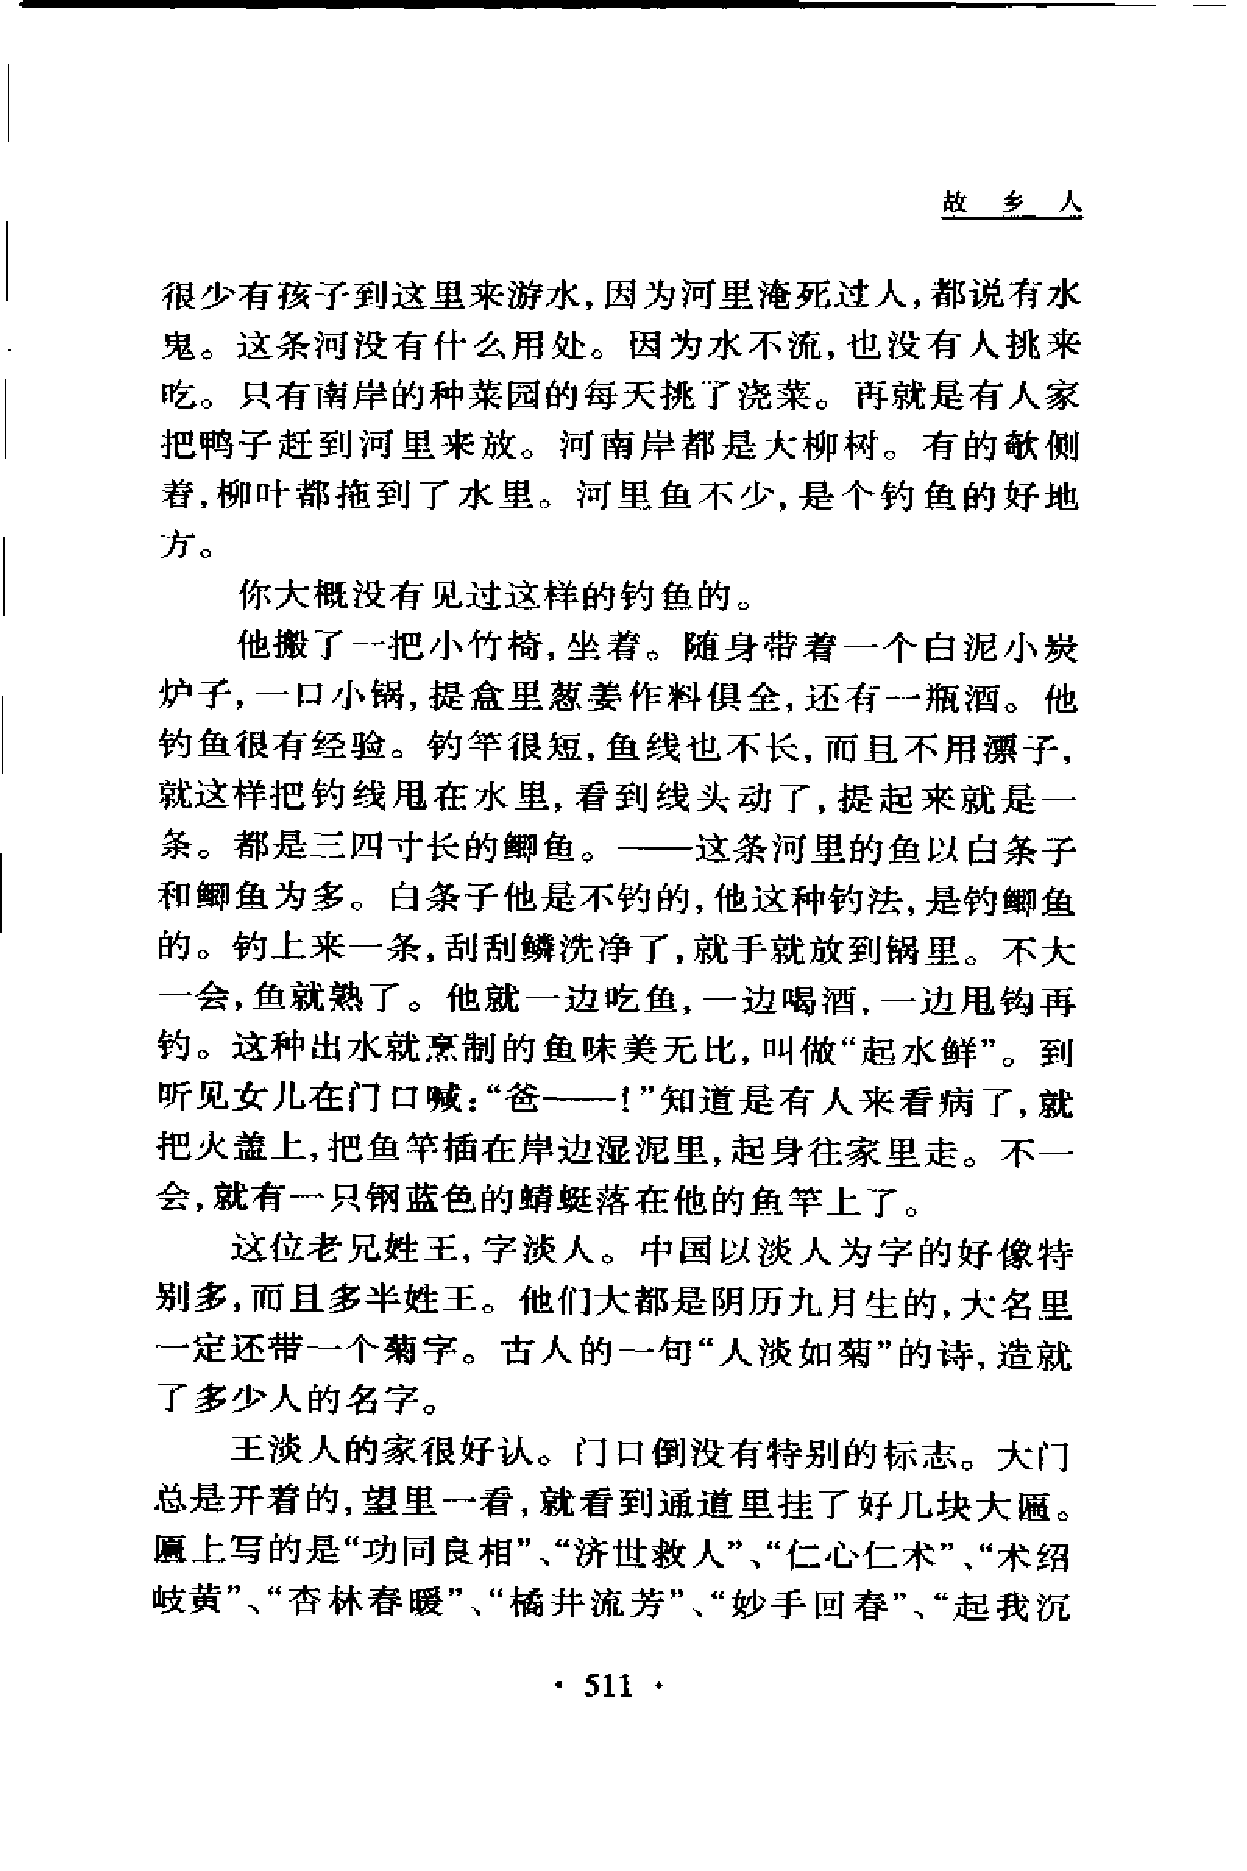 故 乡 人
很少有孩子到这里来游水,因为河里淹死过人,都说有水
鬼。这条河没有什么用处。因为水不流,也没有人挑来
吃。只有南岸的种菜园的每天挑了浇菜。再就是有人家
把鸭子赶到河里来放。河南岸都是大柳树。有的欹侧
着,柳叶都拖到了水里。河里鱼不少,是个钓鱼的好地
方。
你大概没有见过这样的钓鱼的。
他搬了一把小竹椅,坐着。随身带着一个白泥小炭
炉子,一口小锅,提盒里葱姜作料俱全,还有一瓶酒。他
钓鱼很有经验。钓竿很短,鱼线也不长,而且不用漂子,
就这样把钓线甩在水里,看到线头动了,提起来就是一
条。都是三四寸长的鲫鱼。——这条河里的鱼以白条子
和鲫鱼为多。白条子他是不钓的,他这种钓法,是钓鲫鱼
的。钓上来一条,刮刮鳞洗净了,就手就放到锅里。不大
一会,鱼就熟了。他就一边吃鱼,一边喝酒,一边甩钩再
钓。这种出水就烹制的鱼味美无比,叫做“起水鲜”。到
听见女儿在门口喊:“爸——!”知道是有人来看病了,就
把火盖上,把鱼竿插在岸边湿泥里,起身往家里走。不一
会,就有一只钢蓝色的蜻蜓落在他的鱼竿上了。
这位老兄姓王,字淡人。中国以淡人为字的好像特
别多,而且多半姓王。他们大都是阴历九月生的,大名里
一定还带一个菊字。古人的一句“人淡如菊”的诗,造就
了多少人的名字。
王淡人的家很好认。门口倒没有特别的标志。大门
总是开着的,望里一看,就看到通道里挂了好几块大匾。
匾上写的是“功同良相”、“济世救人”、“仁心仁术”、“术绍
岐黄”、“杏林春暖”、“橘井流芳”、“妙手回春”、“起我沉
· 511 ·